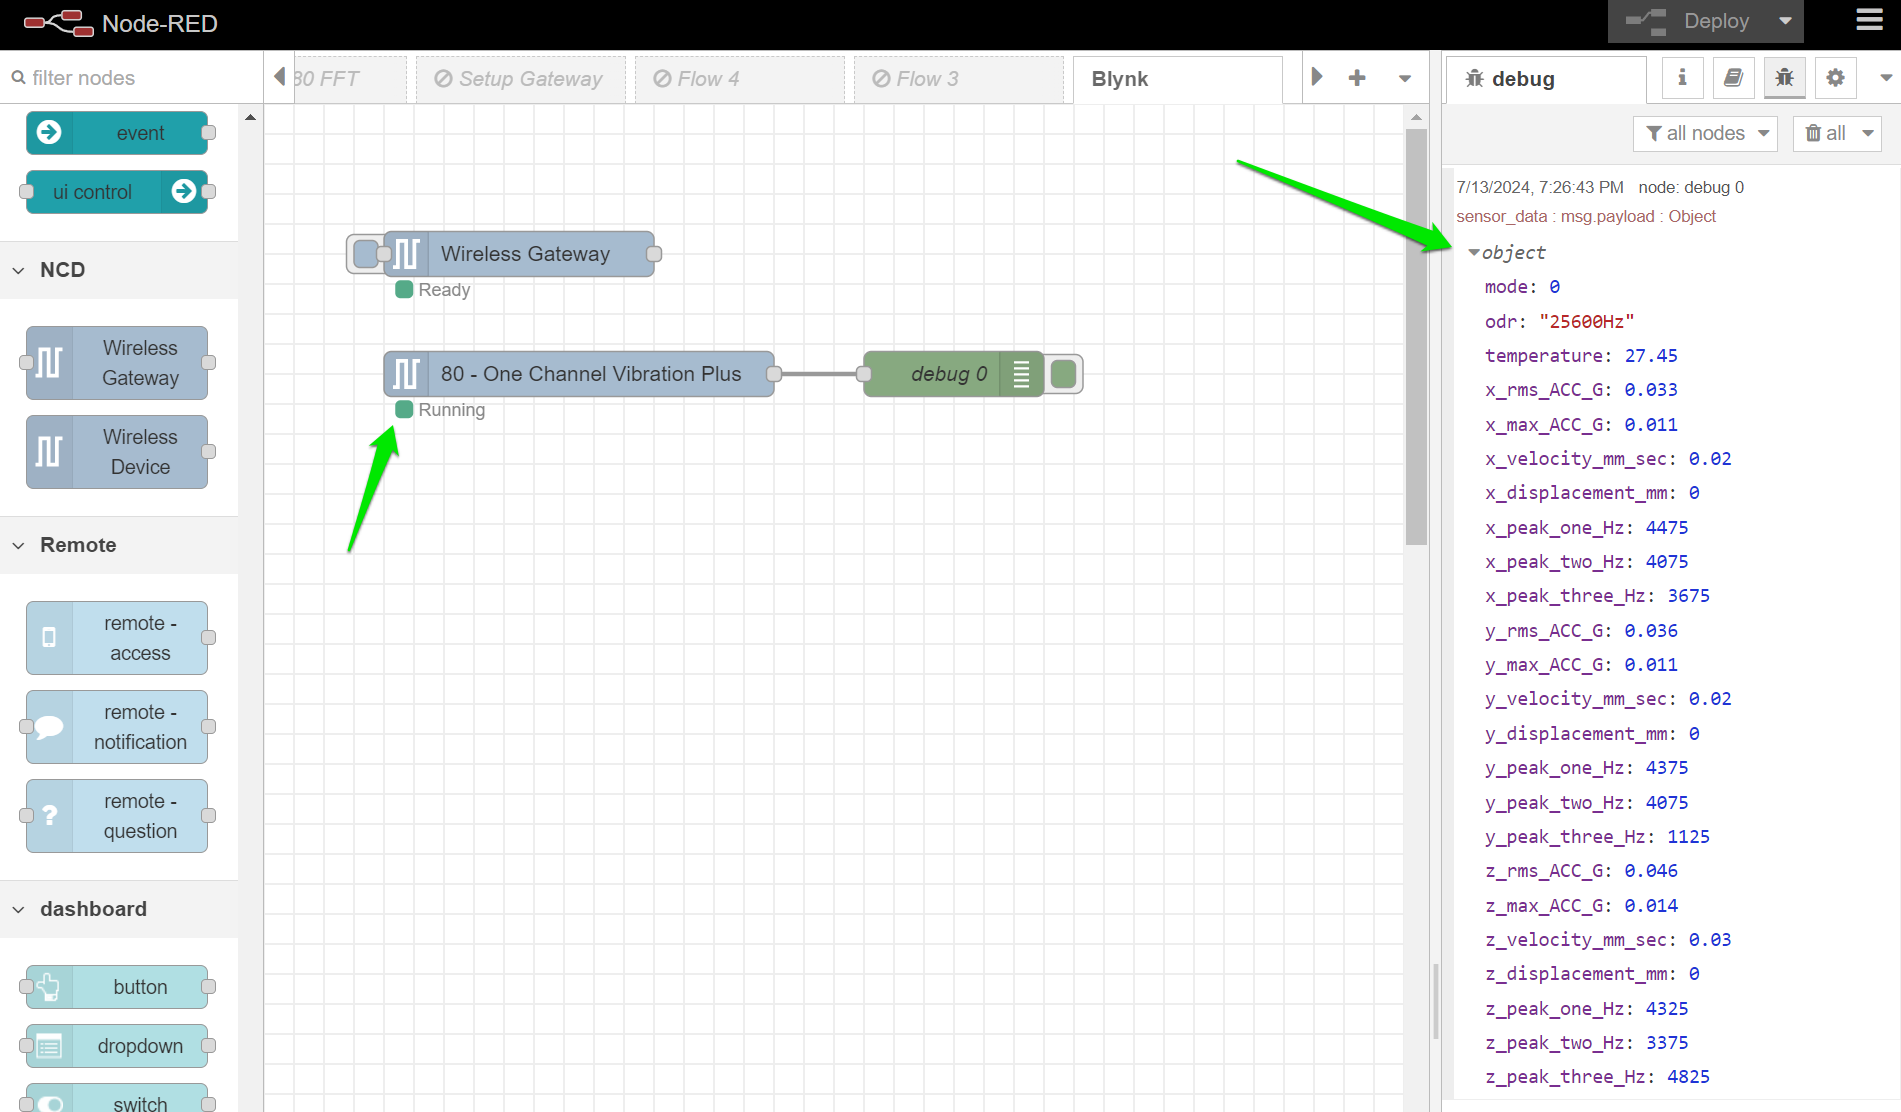 Node-RED
Deploy
filter nodes
80 FFT
Setup Gateway
Flow 4
Flow 3
Blynk
debug
all nodes
all
event
ui control
NCD
Wireless
Gateway
Wireless
Device
Remote
remote -
access
remote -
notification
remote -
question
dashboard
button
dropdown
switch
Wireless Gateway
Ready
80 - One Channel Vibration Plus
debug 0
Running
7/13/2024, 7:26:43 PM node: debug 0
sensor_data : msg.payload : Object
object
mode: 0
odr: "25600Hz"
temperature: 27.45
x_rms_ACC_G: 0.033
x_max_ACC_G: 0.011
x_velocity_mm_sec: 0.02
x_displacement_mm: 0
x_peak_one_Hz: 4475
x_peak_two_Hz: 4075
x_peak_three_Hz: 3675
y_rms_ACC_G: 0.036
y_max_ACC_G: 0.011
y_velocity_mm_sec: 0.02
y_displacement_mm: 0
y_peak_one_Hz: 4375
y_peak_two_Hz: 4075
y_peak_three_Hz: 1125
z_rms_ACC_G: 0.046
z_max_ACC_G: 0.014
z_velocity_mm_sec: 0.03
z_displacement_mm: 0
z_peak_one_Hz: 4325
z_peak_two_Hz: 3375
z_peak_three_Hz: 4825